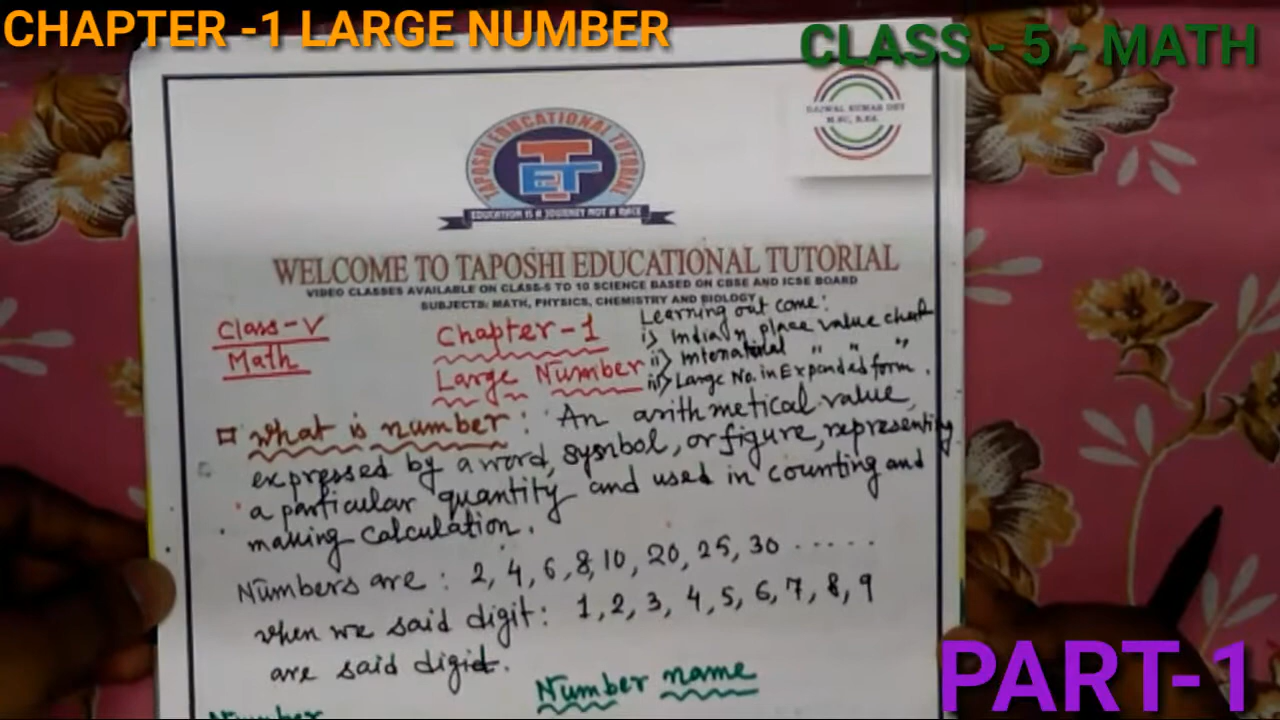 CHAPTER -1 LARGE NUMBER
CLASS - 5 - MATH
TAPOSHI EDUCATIONAL TUTORIAL
TET
EDUCATION IS A JOURNEY NOT A RACE
M.SC, B.ED.
WELCOME TO TAPOSHI EDUCATIONAL TUTORIAL
VIDEO CLASSES AVAILABLE ON CLASS-5 TO 10 SCIENCE BASED ON CBSE AND ICSE BOARD
SUBJECTS: MATH, PHYSICS, CHEMISTRY AND BIOLOGY
Class-V
Math
Chapter-1
Large Number
Learning out come:
i> Indian place value chart
ii> International " " "
iii> Large No. in Expanded form.
what is number: An arithmetical value,
expressed by a word, symbol, or figure, representing
a particular quantity and used in counting and
making calculation.
Numbers are: 2, 4, 6, 8, 10, 20, 25, 30 ......
when we said digit: 1, 2, 3, 4, 5, 6, 7, 8, 9
are said digit.
Number name
Number
PART-1